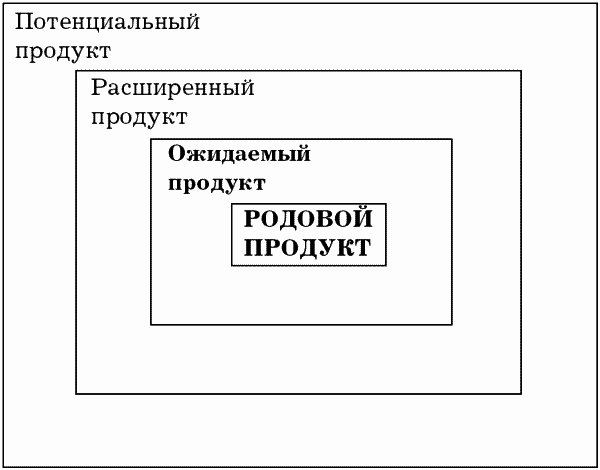 Потенциальный
продукт
Расширенный
продукт
Ожидаемый
продукт
РОДОВОЙ
ПРОДУКТ